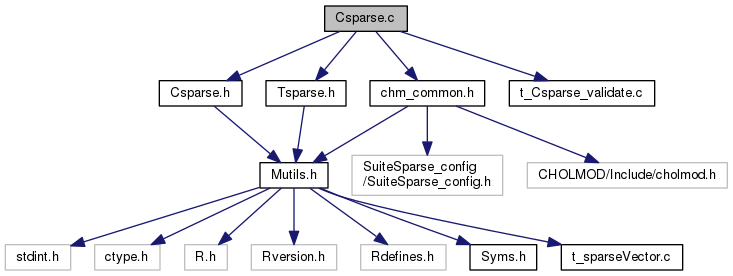 Csparse.c
Csparse.h
Tsparse.h
chm_common.h
t_Csparse_validate.c
Mutils.h
SuiteSparse_config
/SuiteSparse_config.h
CHOLMOD/Include/cholmod.h
stdint.h
ctype.h
R.h
Rversion.h
Rdefines.h
Syms.h
t_sparseVector.c